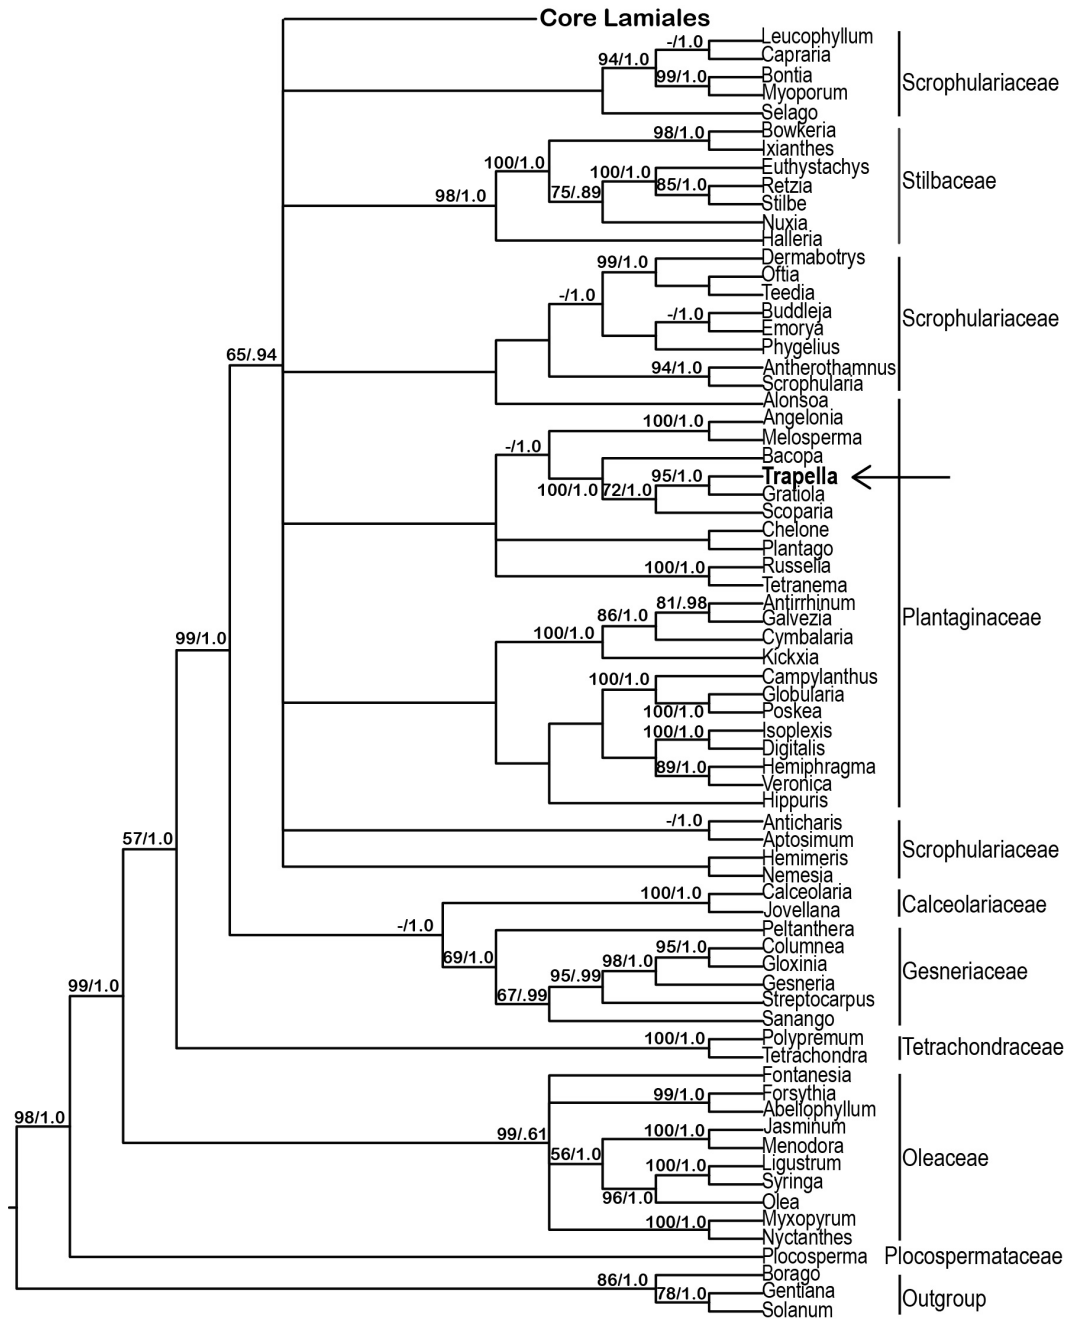 Core Lamiales
Leucophyllum
-/1.0
Capraria
94/1.0
Bontia
99/1.0
Scrophulariaceae
Myoporum
Selago
Bowkeria
98/1.0
Ixianthes
100/1.0
Euthystachys
100/1.0
Retzia
85/1.0
Stilbaceae
75/.89
98/1.0
Stilbe
Nuxia
Halleria
Dermabotrys
99/1.0
Oftia
Teedia
-/1.0
Buddleja
-/1.0
Scrophulariaceae
Emorya
Phygelius
65/.94
Antherothamnus
94/1.0
Scrophularia
Alonsoa
Angelonia
100/1.0
Melosperma
-/1.0
Bacopa
95/1.0
Trapella
100/1.0
72/1.0
Gratiola
Scoparia
Chelone
Plantago
Russelia
100/1.0
Tetranema
81/.98
Antirrhinum
86/1.0
Galvezia
Plantaginaceae
100/1.0
Cymbalaria
99/1.0
Kickxia
100/1.0
Campylanthus
Globularia
100/1.0
Poskea
100/1.0
Isoplexis
Digitalis
89/1.0
Hemiphragma
Veronica
Hippuris
-/1.0
Anticharis
57/1.0
Aptosimum
Scrophulariaceae
Hemimeris
Nemesia
100/1.0
Calceolaria
Calceolariaceae
Jovellana
-/1.0
Peltanthera
95/1.0
Columnea
69/1.0
98/1.0
Gloxinia
Gesneriaceae
95/.99
Gesneria
99/1.0
67/.99
Streptocarpus
Sanango
100/1.0
Polypremum
Tetrachondraceae
Tetrachondra
Fontanesia
99/1.0
Forsythia
Abeliophyllum
98/1.0
Jasminum
99/.61
100/1.0
Menodora
56/1.0
Oleaceae
100/1.0
Ligustrum
Syringa
96/1.0
Olea
100/1.0
Myxopyrum
Nyctanthes
Plocosperma
Plocospermataceae
Borago
86/1.0
Gentiana
78/1.0
Outgroup
Solanum